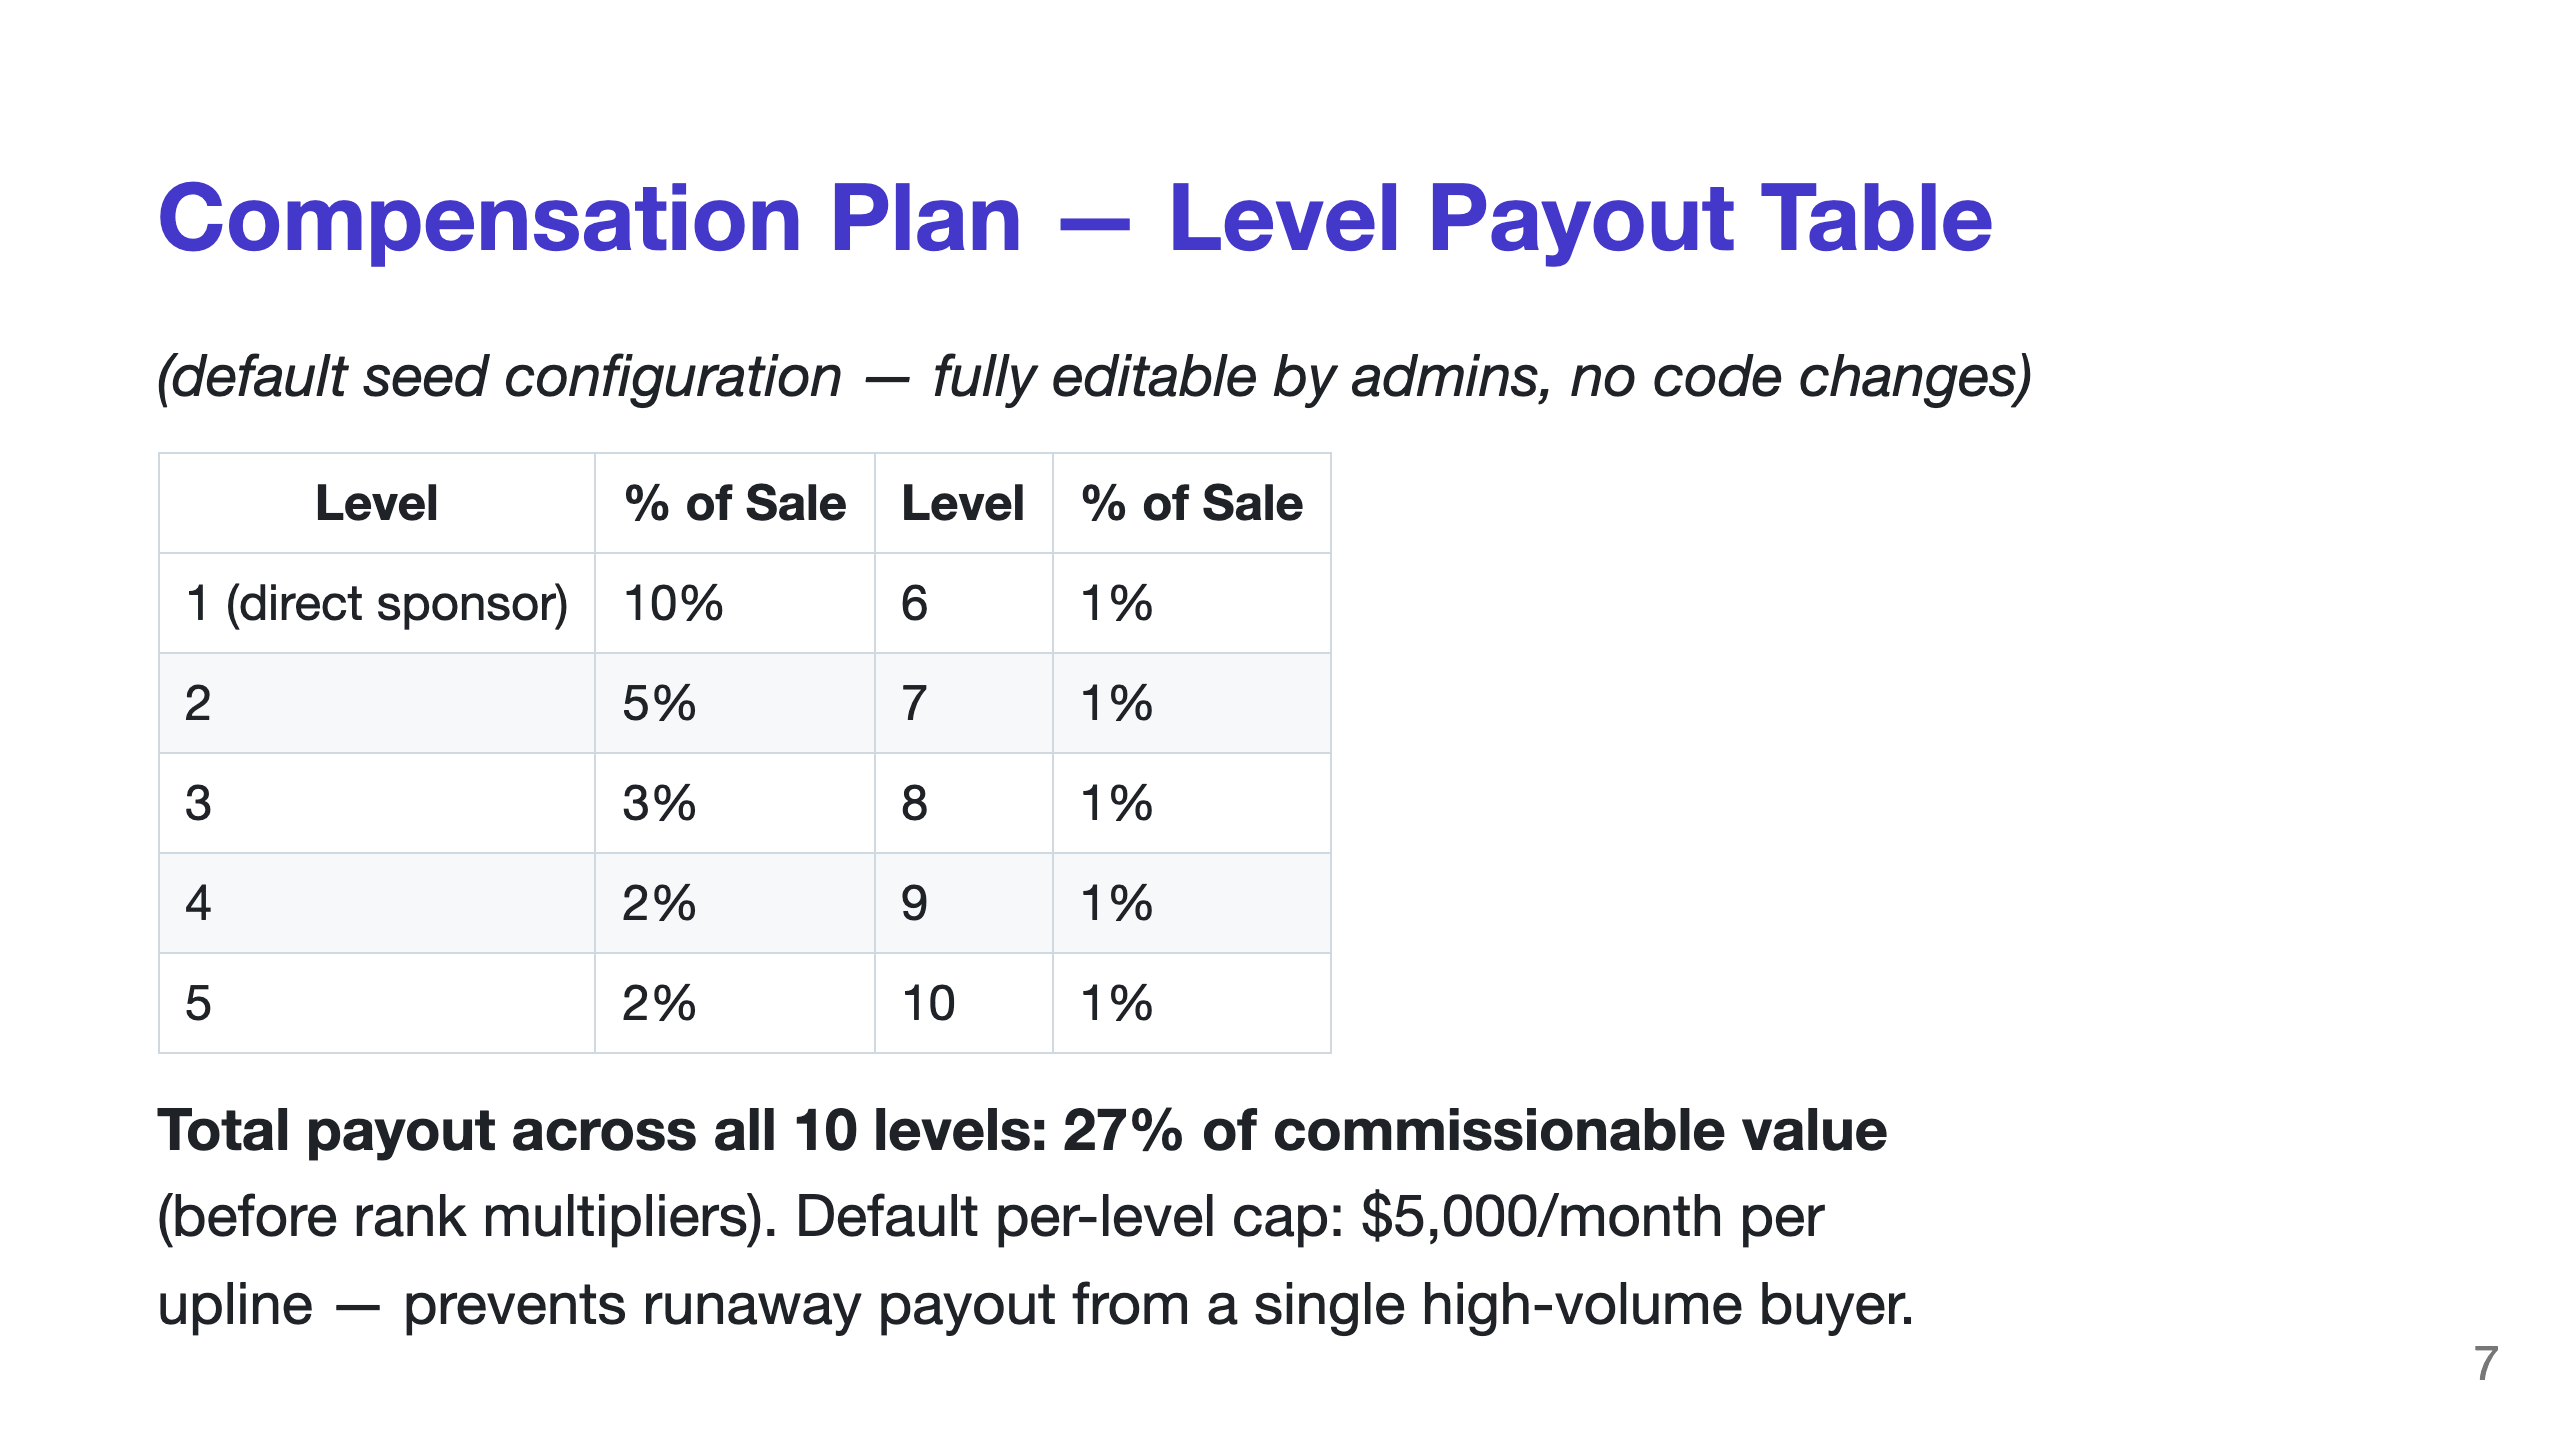 Compensation Plan — Level Payout Table
(default seed configuration — fully editable by admins, no code changes)
Level % of Sale Level % of Sale
1 (direct sponsor) 10% 6 1%
2 5% 7 1%
3 3% 8 1%
4 2% 9 1%
5 2% 10 1%
Total payout across all 10 levels: 27% of commissionable value
(before rank multipliers). Default per-level cap: $5,000/month per
upline — prevents runaway payout from a single high-volume buyer.
7